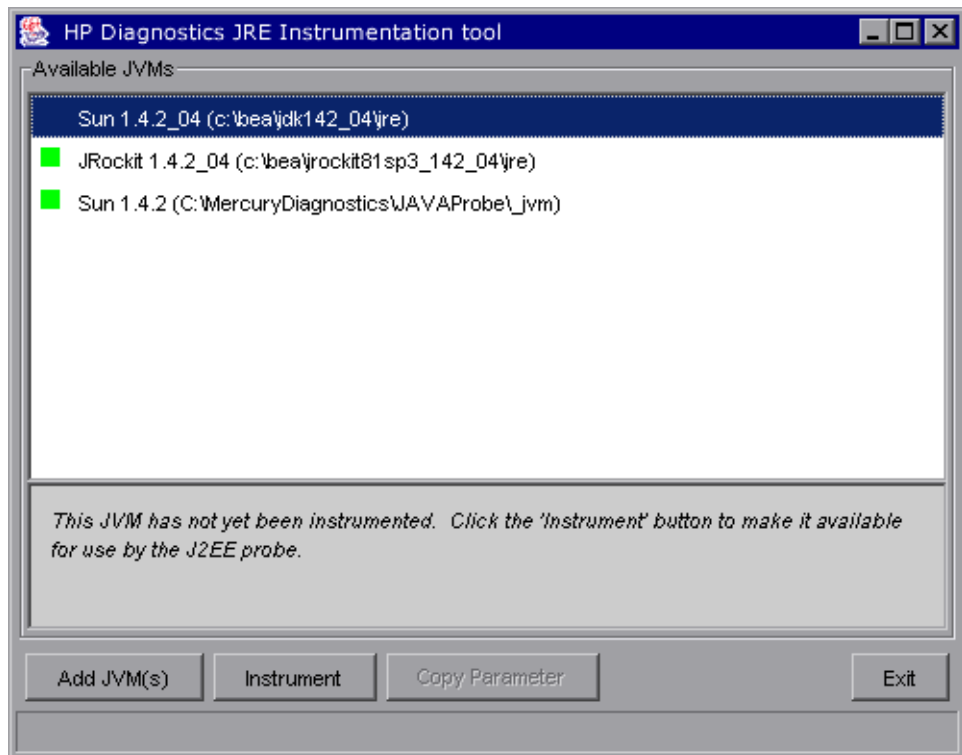 HP Diagnostics JRE Instrumentation tool
Available JVMs
Sun 1.4.2_04 (c:\bea\jdk142_04\jre)
JRockit 1.4.2_04 (c:\bea\jrockit81sp3_142_04\jre)
Sun 1.4.2 (C:\MercuryDiagnostics\JAVAProbe\_jvm)
This JVM has not yet been instrumented.  Click the 'Instrument' button to make it available
for use by the J2EE probe.
Add JVM(s) Instrument Copy Parameter Exit